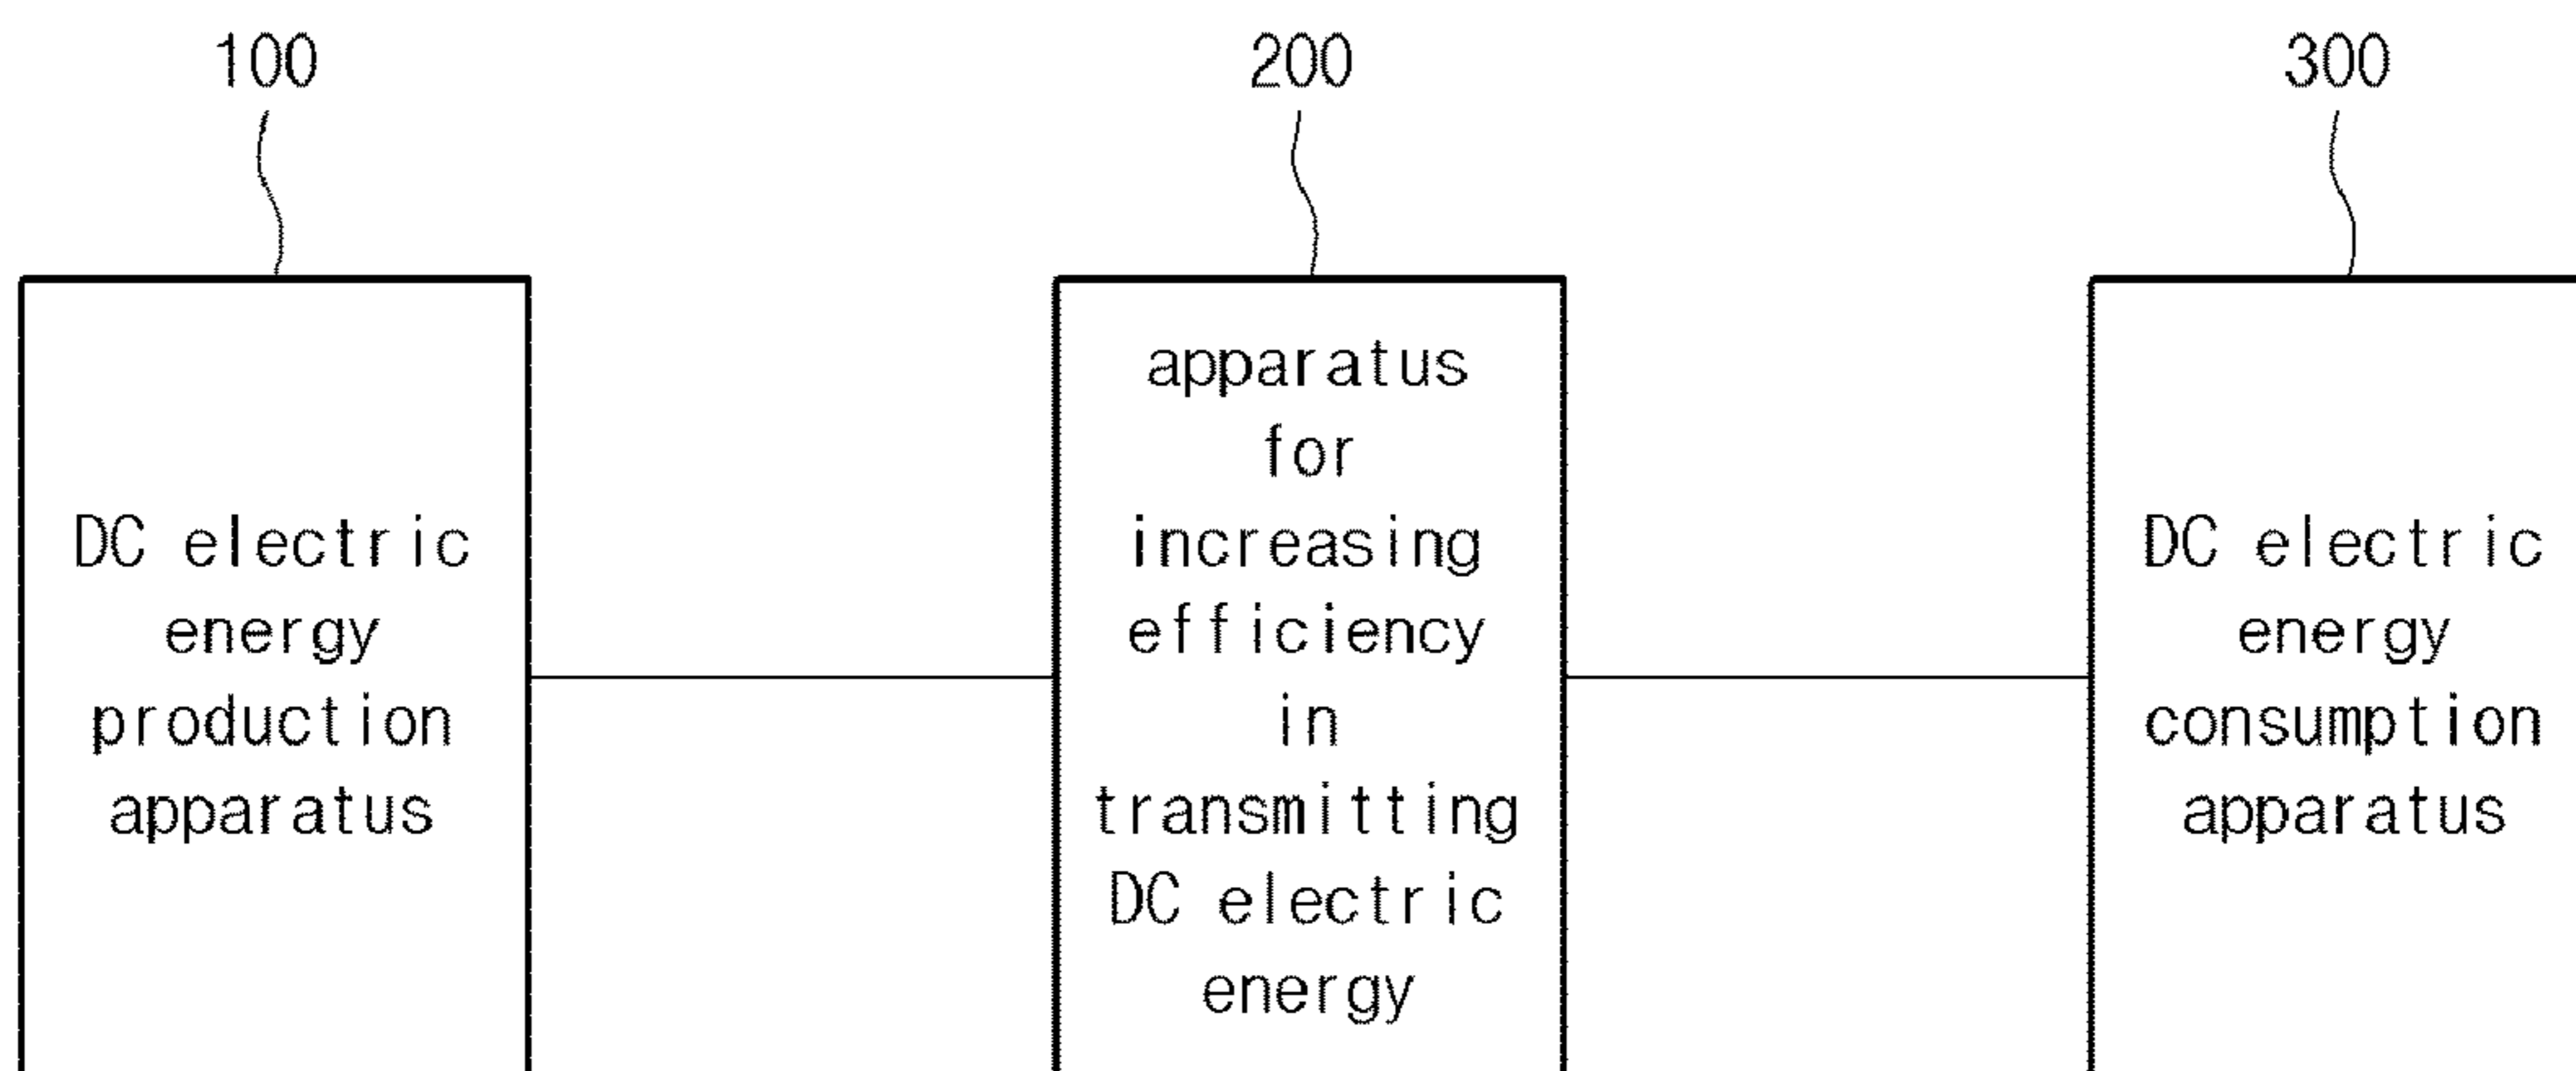 100
200
300
DC electric
energy
production
apparatus
apparatus
for
increasing
efficiency
in
transmitting
DC electric
energy
DC electric
energy
consumption
apparatus